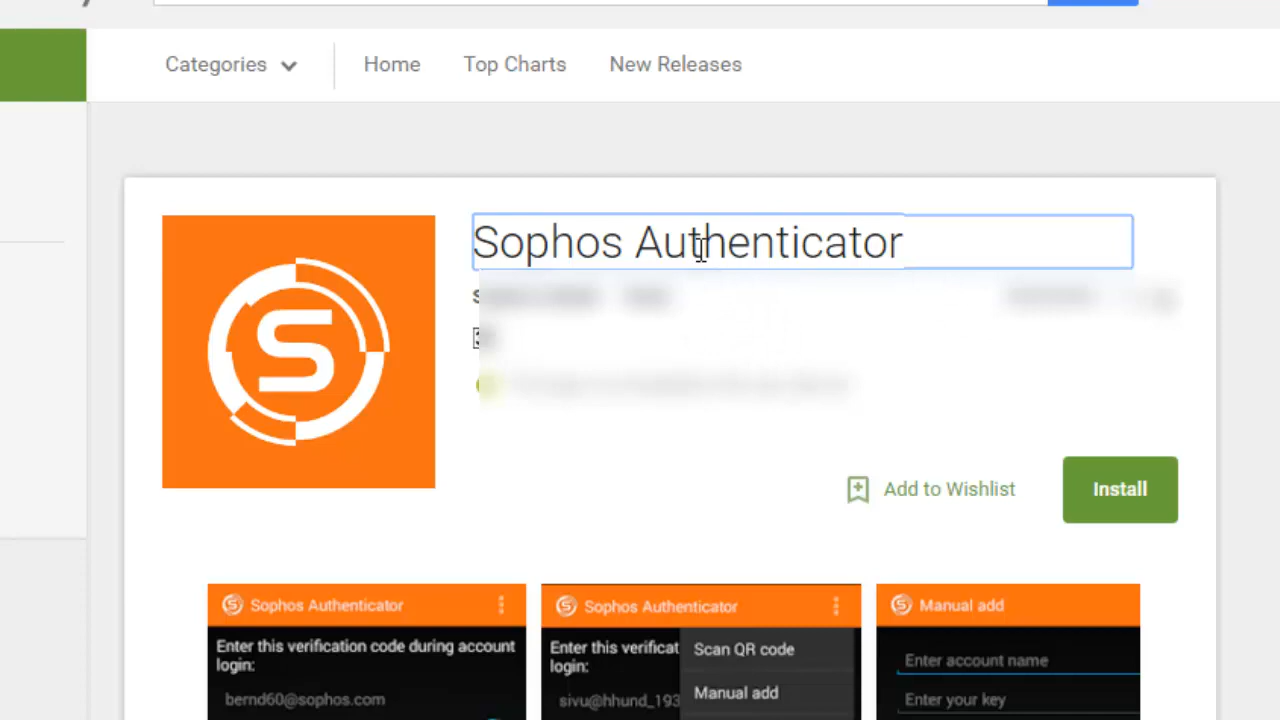 Categories Home Top Charts New Releases
Sophos Authenticator
Add to Wishlist Install
Sophos Authenticator
Enter this verification code during account
login:
bernd60@sophos.com
Sophos Authenticator
Enter this verificat
login:
sivu@hhund_193
Scan QR code
Manual add
Manual add
Enter account name
Enter your key